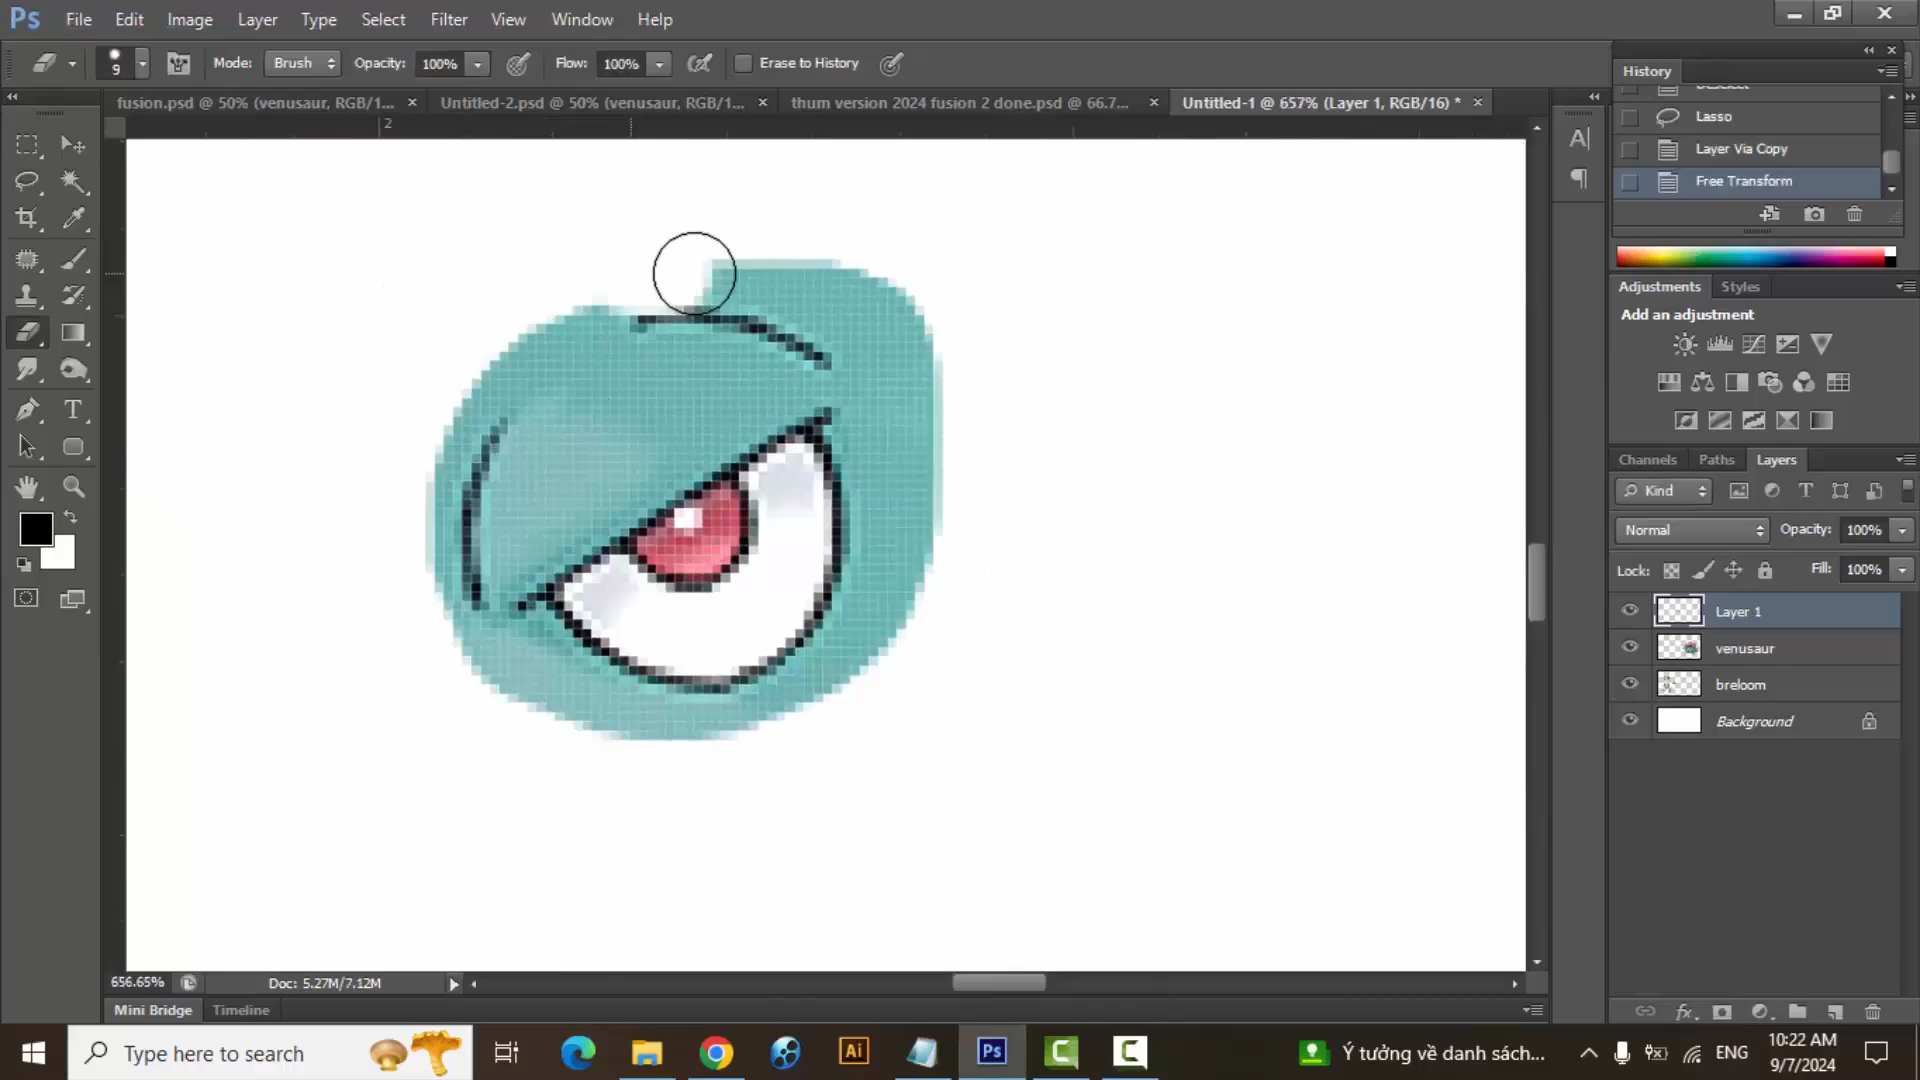 Ps File Edit Image Layer Type Select Filter View Window Help
9 Mode: Brush Opacity: 100% Flow: 100% Erase to History
fusion.psd @ 50% (venusaur, RGB/1... × Untitled-2.psd @ 50% (venusaur, RGB/1... × thum version 2024 fusion 2 done.psd @ 66.7... × Untitled-1 @ 657% (Layer 1, RGB/16) * ×
2
History
Deselect
Lasso
Layer Via Copy
Free Transform
Adjustments Styles
Add an adjustment
Channels Paths Layers
Kind
Normal Opacity: 100%
Lock: Fill: 100%
Layer 1
venusaur
breloom
Background
656.65% Doc: 5.27M/7.12M
Mini Bridge Timeline
Type here to search
Ai
Ps
Ý tưởng về danh sách...
ENG
10:22 AM
9/7/2024